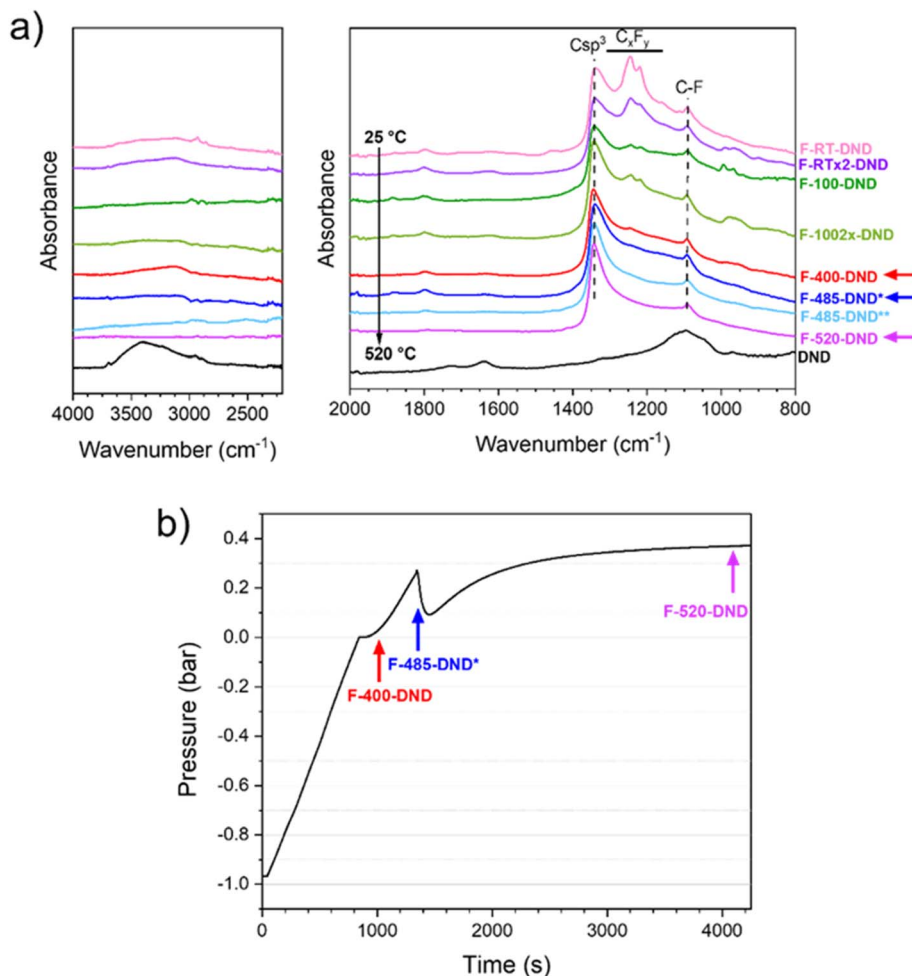 a)
Absorbance
4000 3500 3000 2500
Wavenumber (cm⁻¹)
Absorbance
Csp³
CₓFᵧ
C-F
25 °C
520 °C
F-RT-DND
F-RTx2-DND
F-100-DND
F-1002x-DND
F-400-DND
F-485-DND*
F-485-DND**
F-520-DND
DND
2000 1800 1600 1400 1200 1000 800
Wavenumber (cm⁻¹)
b)
Pressure (bar)
0.4
0.2
0.0
-0.2
-0.4
-0.6
-0.8
-1.0
F-520-DND
F-485-DND*
F-400-DND
0 1000 2000 3000 4000
Time (s)